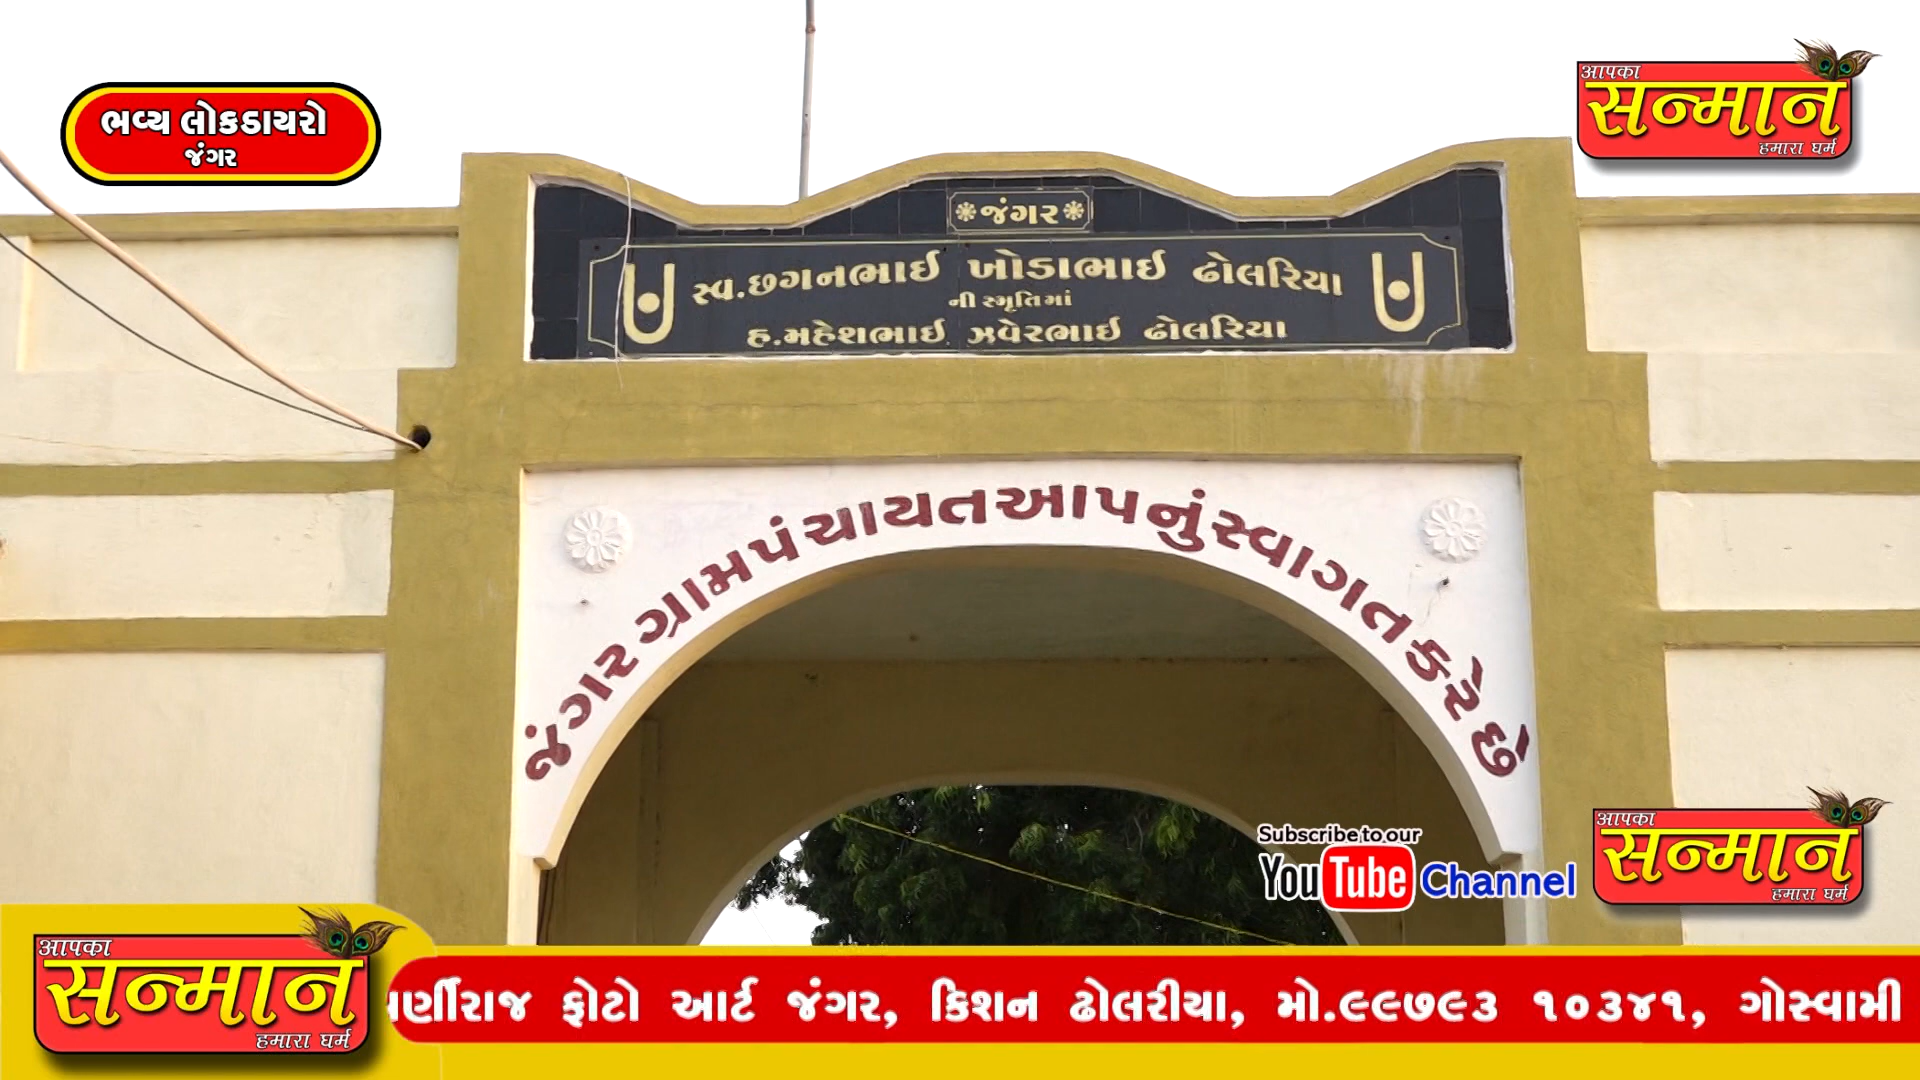 ભવ્ય લોકડાયરો
જંગર
आपका
सन्मान
हमारा धर्म
જંગર
સ્વ.છગનભાઈ ખોડાભાઈ ઢોલરિયા
ની સ્મૃતિમાં
હ.મહેશભાઈ ઝવેરભાઈ ઢોલરિયા
જંગર ગ્રામ પંચાયત આપનું સ્વાગત કરે છે
Subscribe to our
YouTube Channel
आपका
सन्मान
हमारा धर्म
आपका
सन्मान
हमारा धर्म
ર્ણીરાજ ફોટો આર્ટ જંગર, કિશન ઢોલરીયા, મો.૯૯૭૯૩ ૧૦૩૪૧, ગોસ્વામી